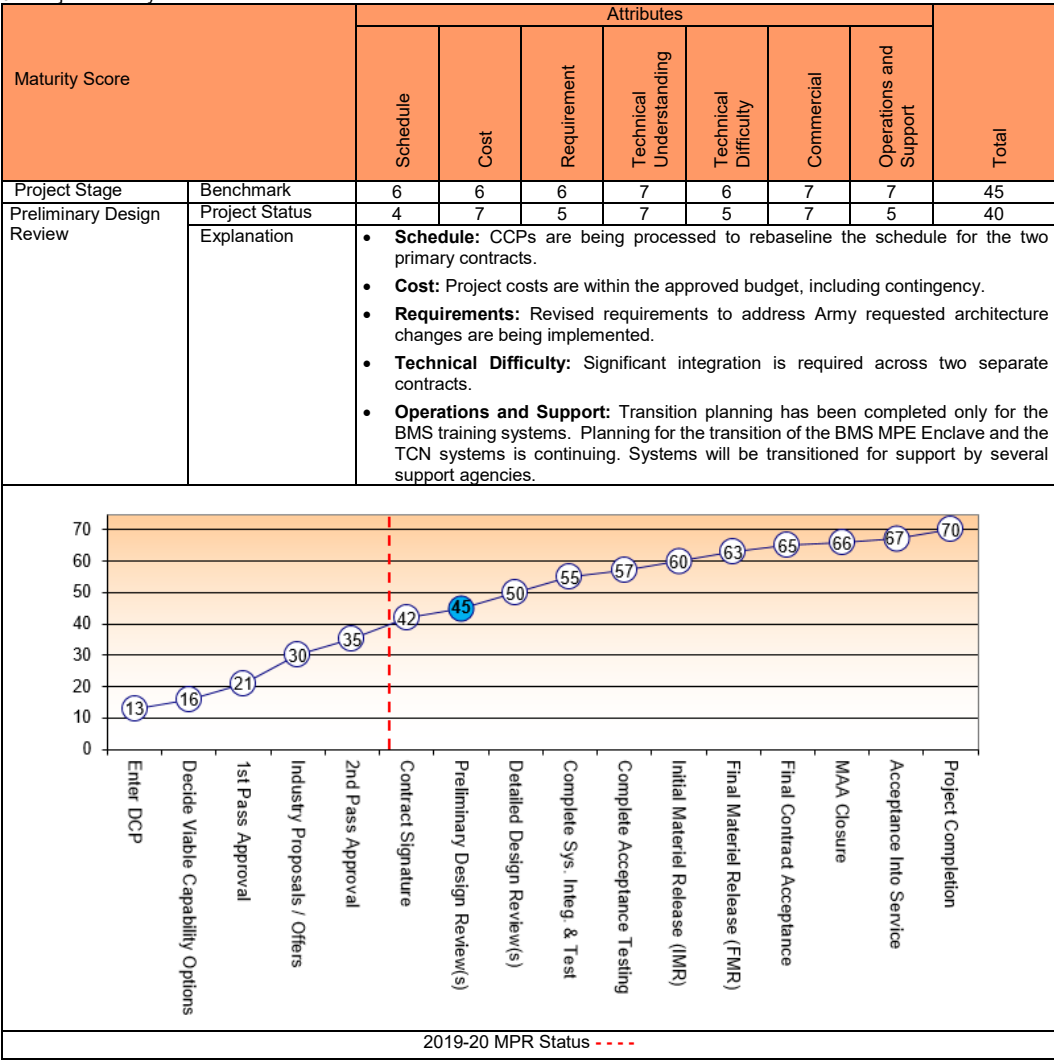 Attributes
Maturity Score
Schedule
Cost
Requirement
Technical
Understanding
Technical
Difficulty
Commercial
Operations and
Support
Total
Project Stage Benchmark 6 6 6 7 6 7 7 45
Preliminary Design
Review
Project Status 4 7 5 7 5 7 5 40
Explanation
• Schedule: CCPs are being processed to rebaseline the schedule for the two
primary contracts.
• Cost: Project costs are within the approved budget, including contingency.
• Requirements: Revised requirements to address Army requested architecture
changes are being implemented.
• Technical Difficulty: Significant integration is required across two separate
contracts.
• Operations and Support: Transition planning has been completed only for the
BMS training systems. Planning for the transition of the BMS MPE Enclave and the
TCN systems is continuing. Systems will be transitioned for support by several
support agencies.
70
60
50
40
30
20
10
0
13
16
21
30
35
42
45
50
55
57
60
63
65
66
67
70
Enter DCP
Decide Viable Capability Options
1st Pass Approval
Industry Proposals / Offers
2nd Pass Approval
Contract Signature
Preliminary Design Review(s)
Detailed Design Review(s)
Complete Sys. Integ. & Test
Complete Acceptance Testing
Initial Materiel Release (IMR)
Final Materiel Release (FMR)
Final Contract Acceptance
MAA Closure
Acceptance Into Service
Project Completion
2019-20 MPR Status - - - -